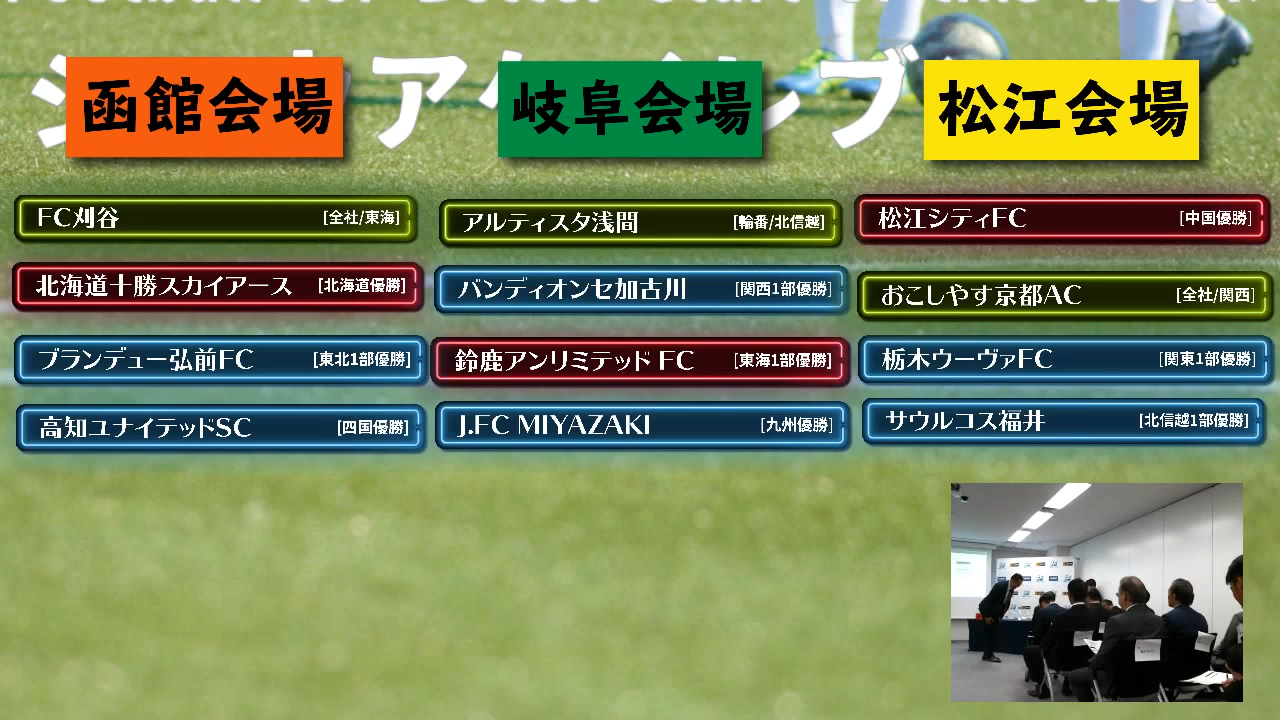 Football for Better Start of this Week!
函館会場
岐阜会場
松江会場
FC刈谷 [全社/東海]
北海道十勝スカイアース [北海道優勝]
ブランデュー弘前FC [東北1部優勝]
高知ユナイテッドSC [四国優勝]
アルティスタ浅間 [輪番/北信越]
バンディオンセ加古川 [関西1部優勝]
鈴鹿アンリミテッド FC [東海1部優勝]
J.FC MIYAZAKI [九州優勝]
松江シティFC [中国優勝]
おこしやす京都AC [全社/関西]
栃木ウーヴァFC [関東1部優勝]
サウルコス福井 [北信越1部優勝]